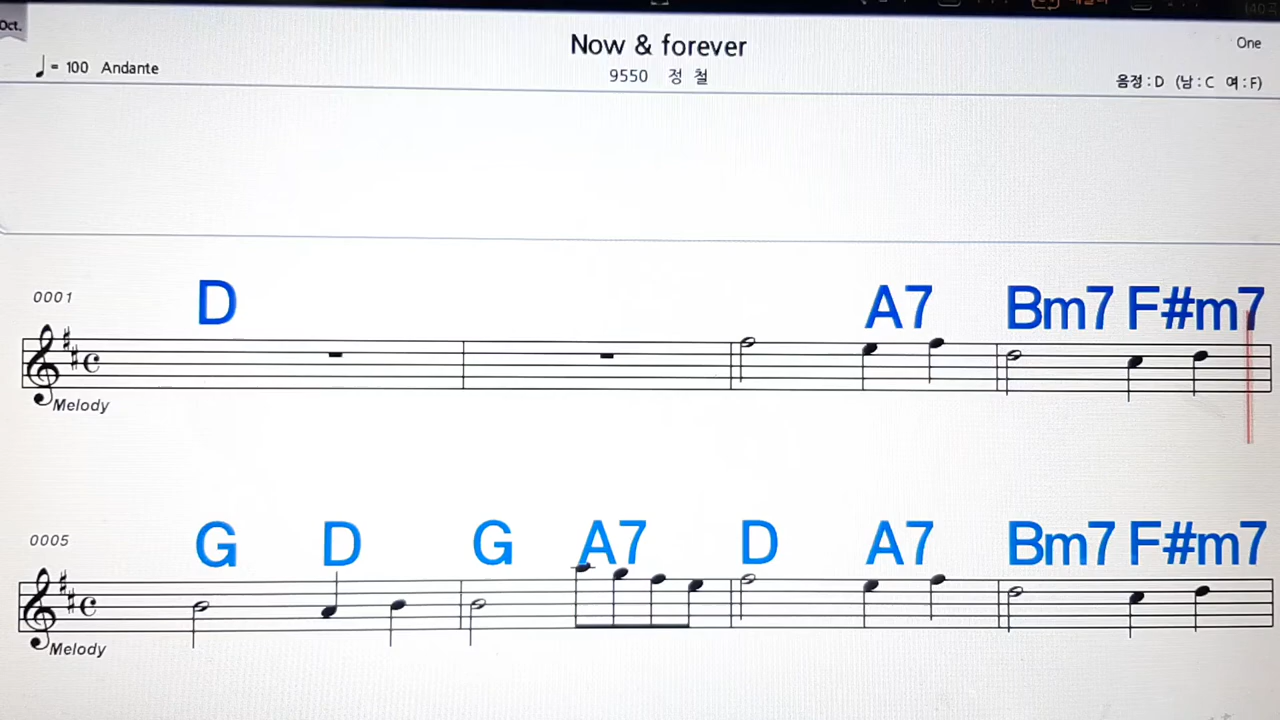 Oct.
Now & forever
One
= 100 Andante
9550 정 철
음정 : D (남 : C 여 : F)
0001
D A7 Bm7 F#m7
Melody
0005
G D G A7 D A7 Bm7 F#m7
Melody